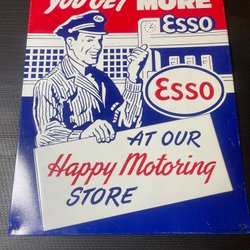 YOU GET MORE
ESSO
ESSO
AT OUR
Happy Motoring
STORE